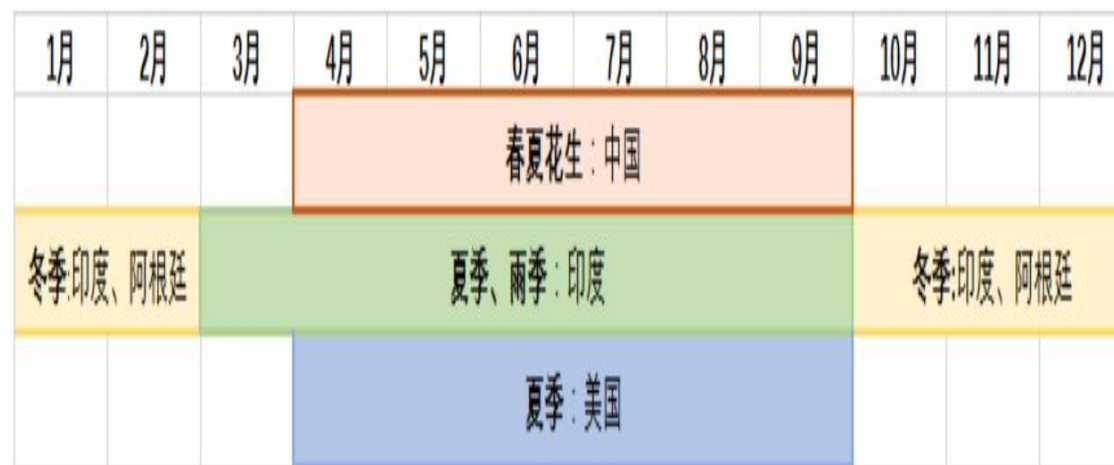 1月 2月 3月 4月 5月 6月 7月 8月 9月 10月 11月 12月
春夏花生：中国
冬季:印度、阿根廷 夏季、雨季：印度 冬季:印度、阿根廷
夏季：美国